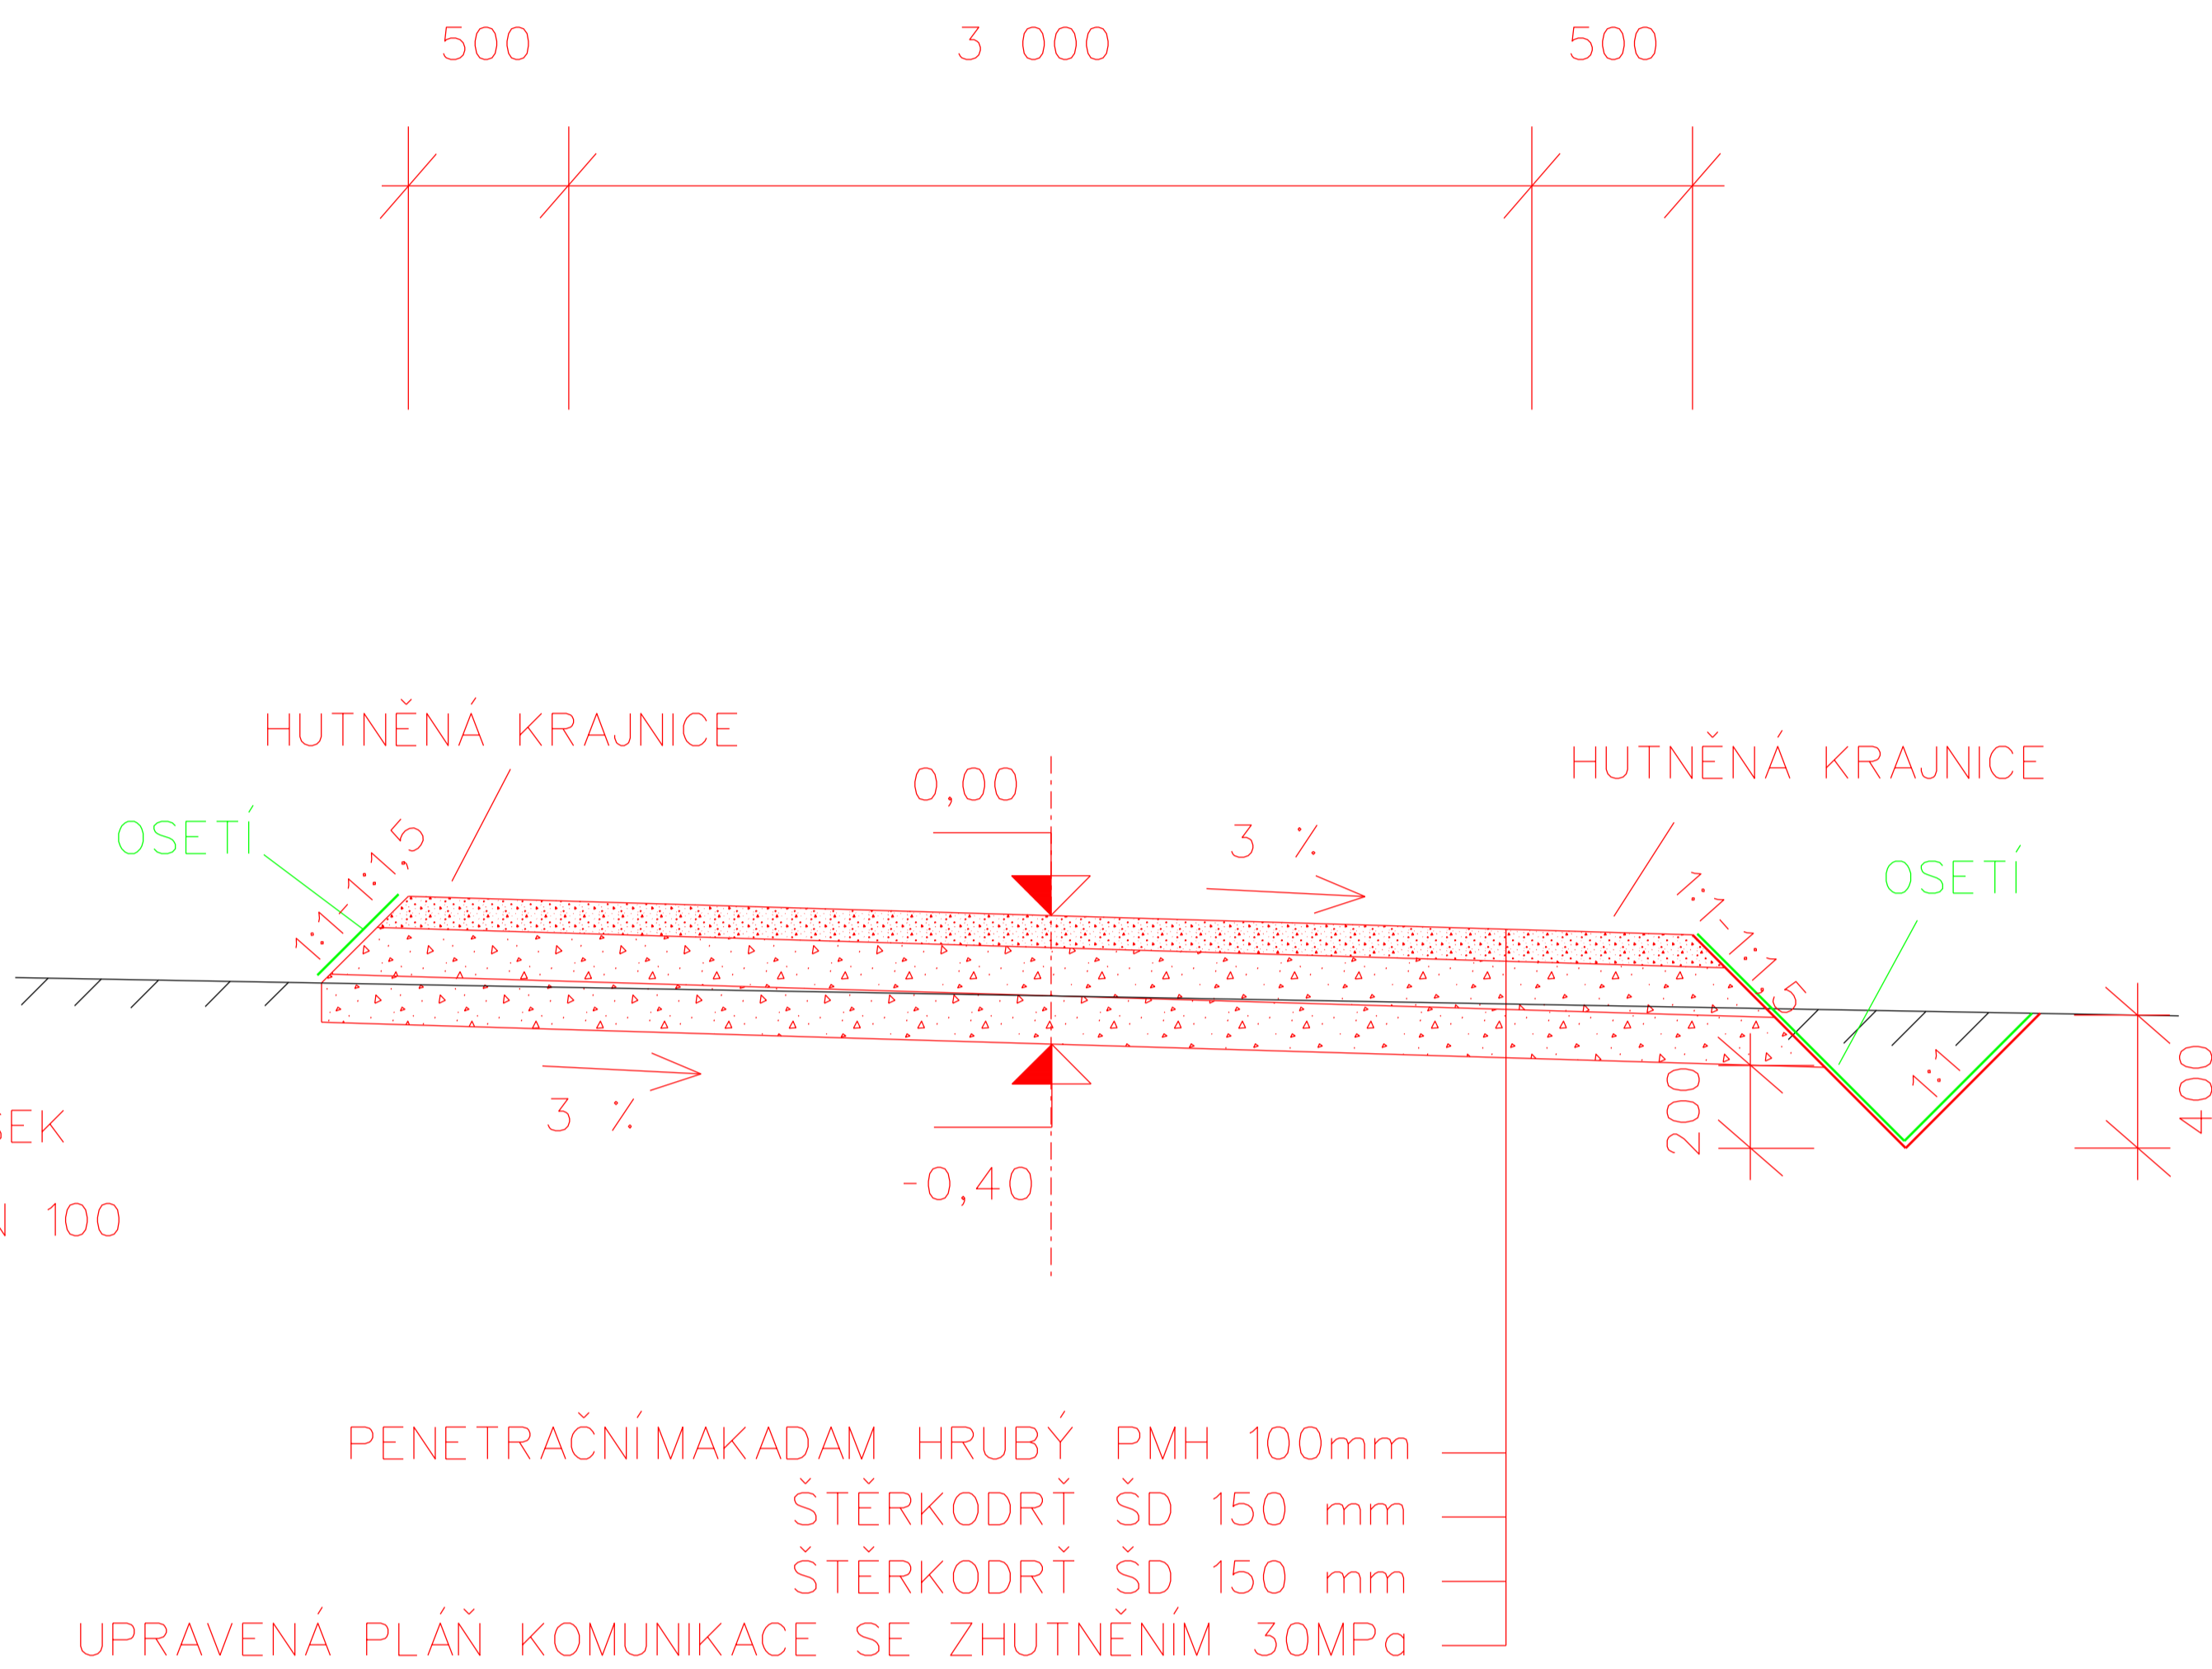 500 3 000 500
HUTNĚNÁ KRAJNICE
HUTNĚNÁ KRAJNICE
OSETÍ
1:1-1:1,5
0,00
3 %
1:1-1:1,5
OSETÍ
3 %
-0,40
200
1:1
400
100
PENETRAČNÍ MAKADAM HRUBÝ PMH 100mm
ŠTĚRKODRŤ ŠD 150 mm
ŠTĚRKODRŤ ŠD 150 mm
UPRAVENÁ PLÁŇ KOMUNIKACE SE ZHUTNĚNÍM 30MPa